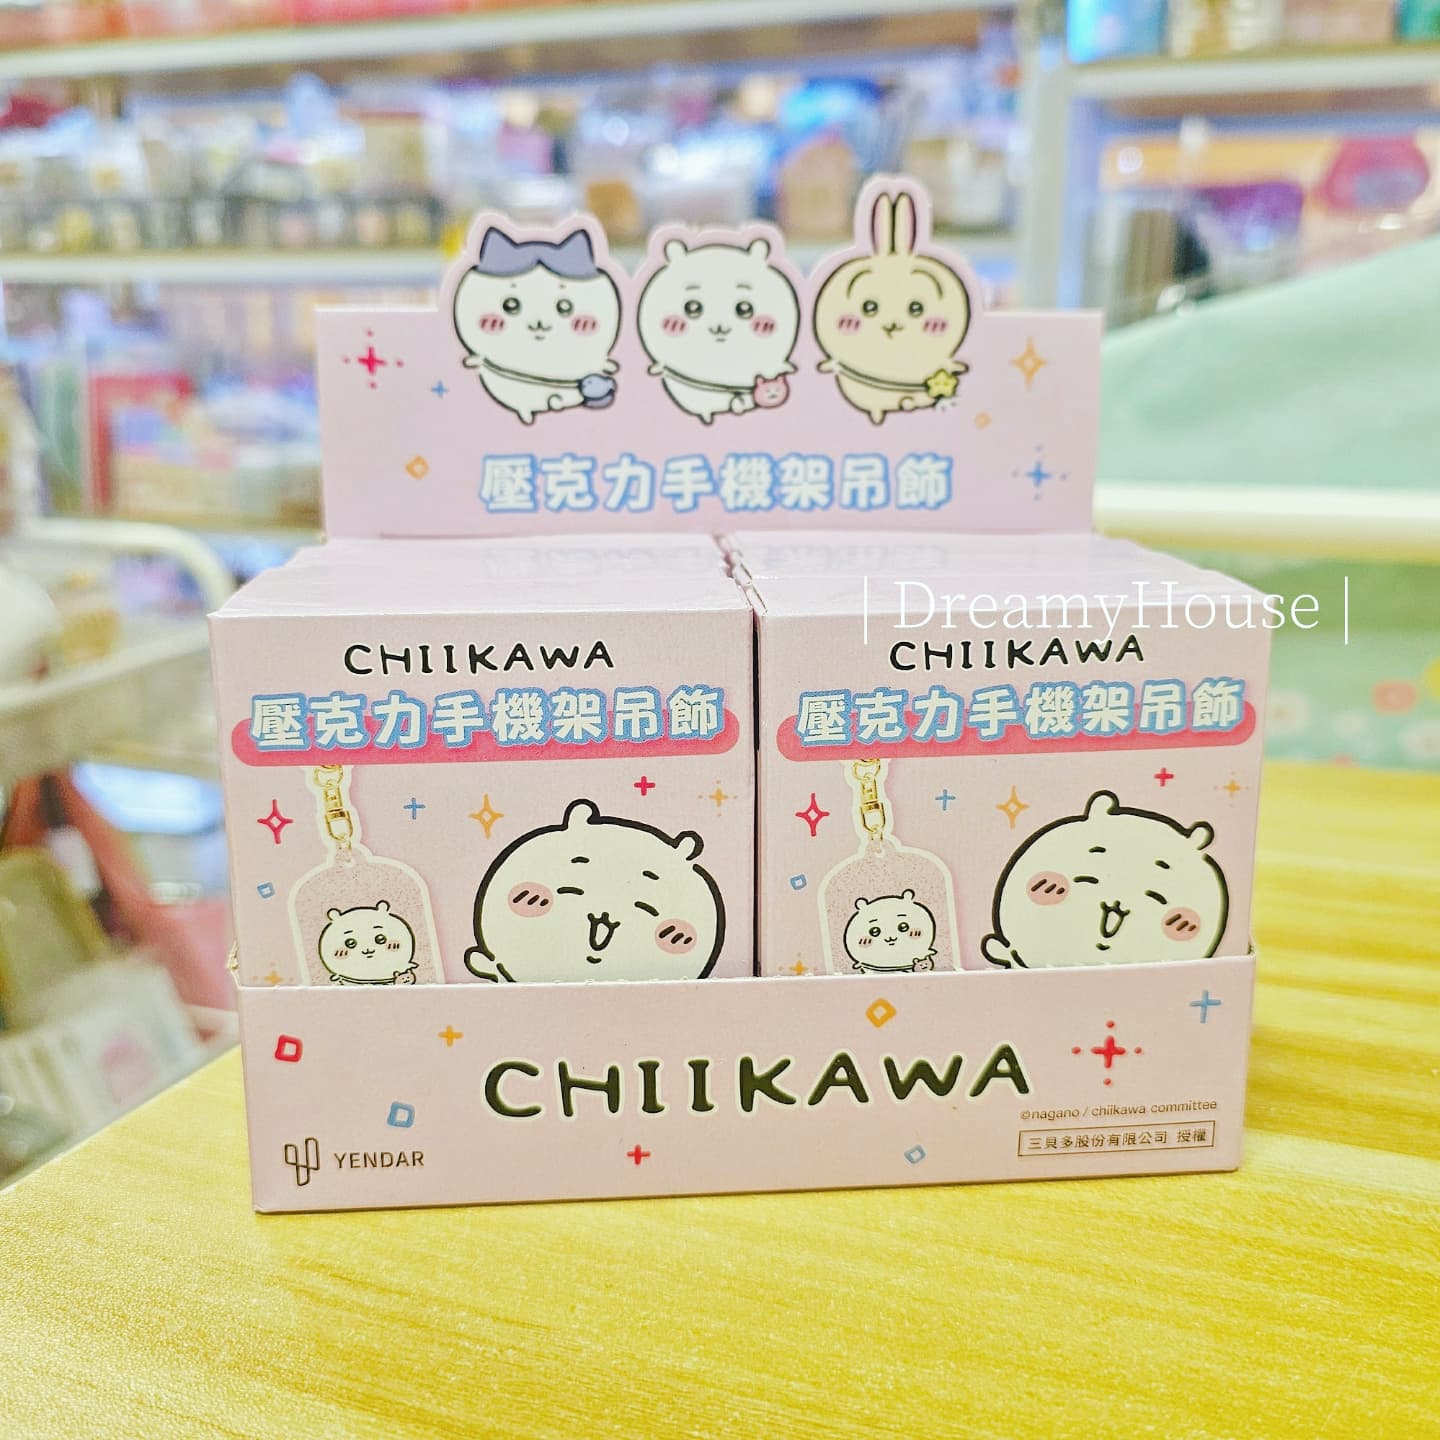 壓克力手機架吊飾
| DreamyHouse |
CHIIKAWA
壓克力手機架吊飾
CHIIKAWA
壓克力手機架吊飾
CHIIKAWA
©nagano / chiikawa committee
三貝多股份有限公司 授權
YENDAR